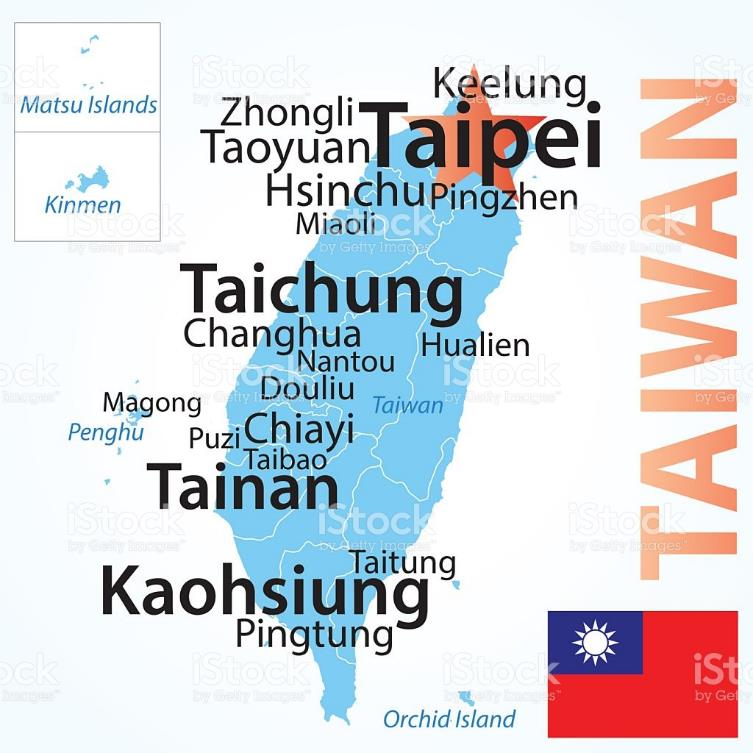 Matsu Islands
Kinmen
Keelung
Zhongli
Taipei
Taoyuan
Hsinchu
Pingzhen
Miaoli
Taichung
Changhua
Hualien
Nantou
Douliu
Magong
Taiwan
Penghu
Puzi
Chiayi
Taibao
Tainan
Taitung
Kaohsiung
Pingtung
Orchid Island
TAIWAN
iStock
by Getty Images™